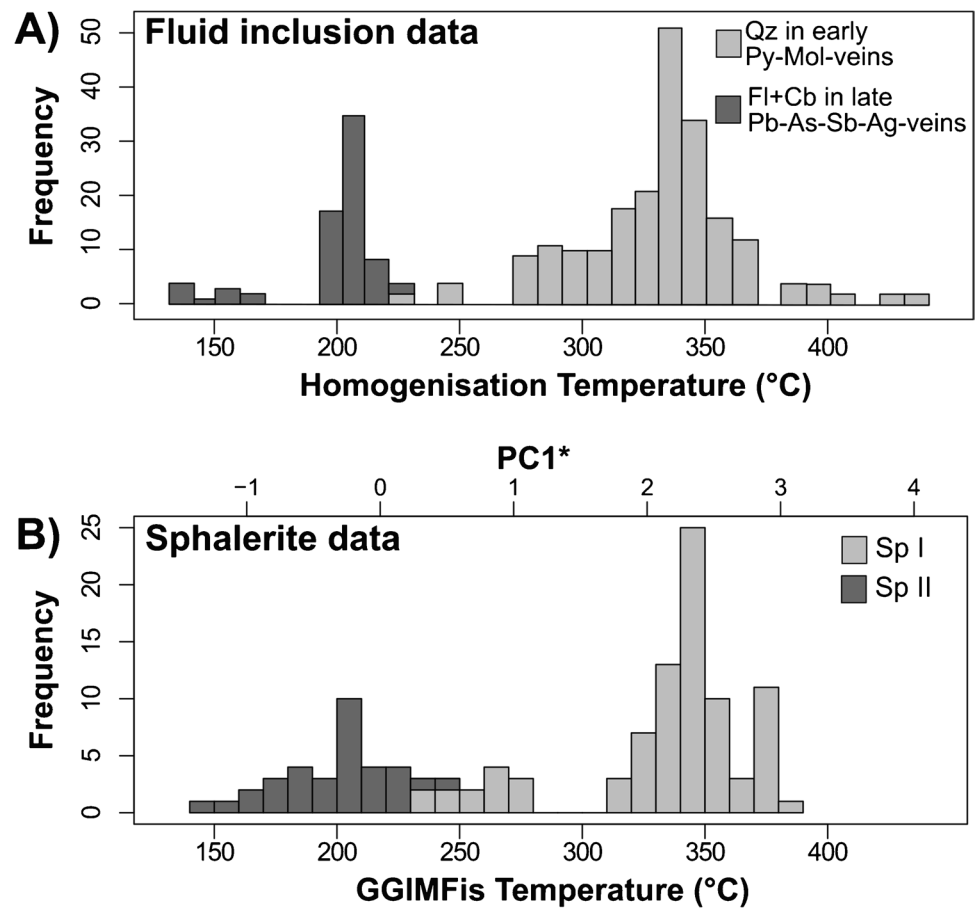 A)
Fluid inclusion data
Qz in early
Py-Mol-veins
Fl+Cb in late
Pb-As-Sb-Ag-veins
Frequency
50
40
30
20
10
0
150 200 250 300 350 400
Homogenisation Temperature (°C)
PC1*
−1 0 1 2 3 4
B)
Sphalerite data
Sp I
Sp II
Frequency
25
20
15
10
5
0
150 200 250 300 350 400
GGIMFis Temperature (°C)